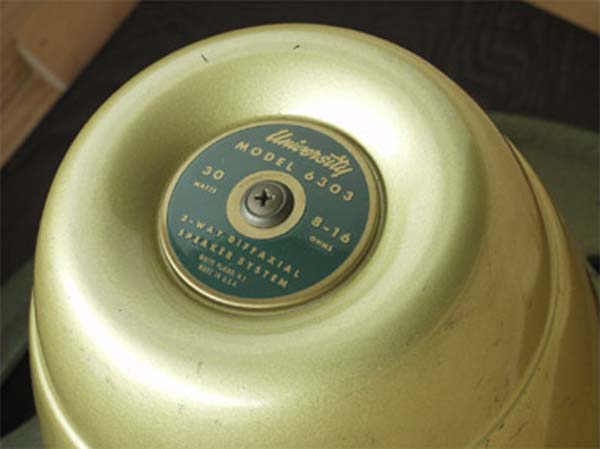 University
MODEL 6303
30
WATTS
8-16
OHMS
3-WAY DIFFAXIAL
SPEAKER SYSTEM
WHITE PLAINS, N.Y.
MADE IN U.S.A.